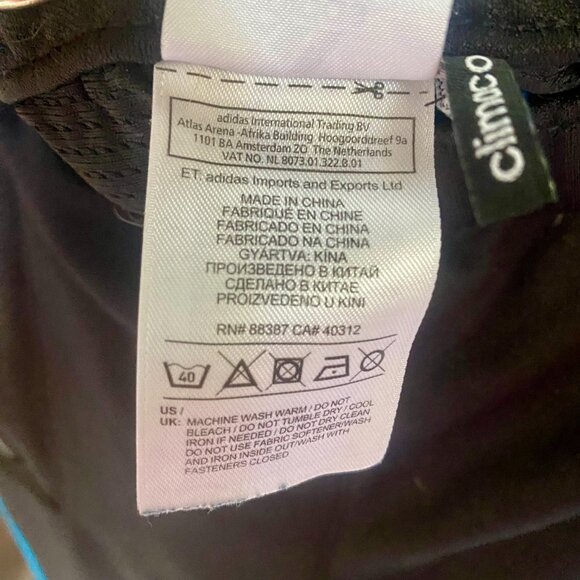 adidas International Trading BV
Atlas Arena -Afrika Building, Hoogoorddreef 9a
1101 BA Amsterdam ZO The Netherlands
VAT NO. NL 8073.01.322.B.01
ET: adidas Imports and Exports Ltd
MADE IN CHINA
FABRIQUÉ EN CHINE
FABRICADO EN CHINA
FABRICADO NA CHINA
GYÁRTVA: KÍNA
ПРОИЗВЕДЕНО В КИТАЙ
СДЕЛАНО В КИТАЕ
PROIZVEDENO U KINI
RN# 88387 CA# 40312
40
US /
UK: MACHINE WASH WARM / DO NOT
BLEACH / DO NOT TUMBLE DRY / COOL
IRON IF NEEDED / DO NOT DRY CLEAN
DO NOT USE FABRIC SOFTENER/WASH
AND IRON INSIDE OUT/WASH WITH
FASTENERS CLOSED
climaco